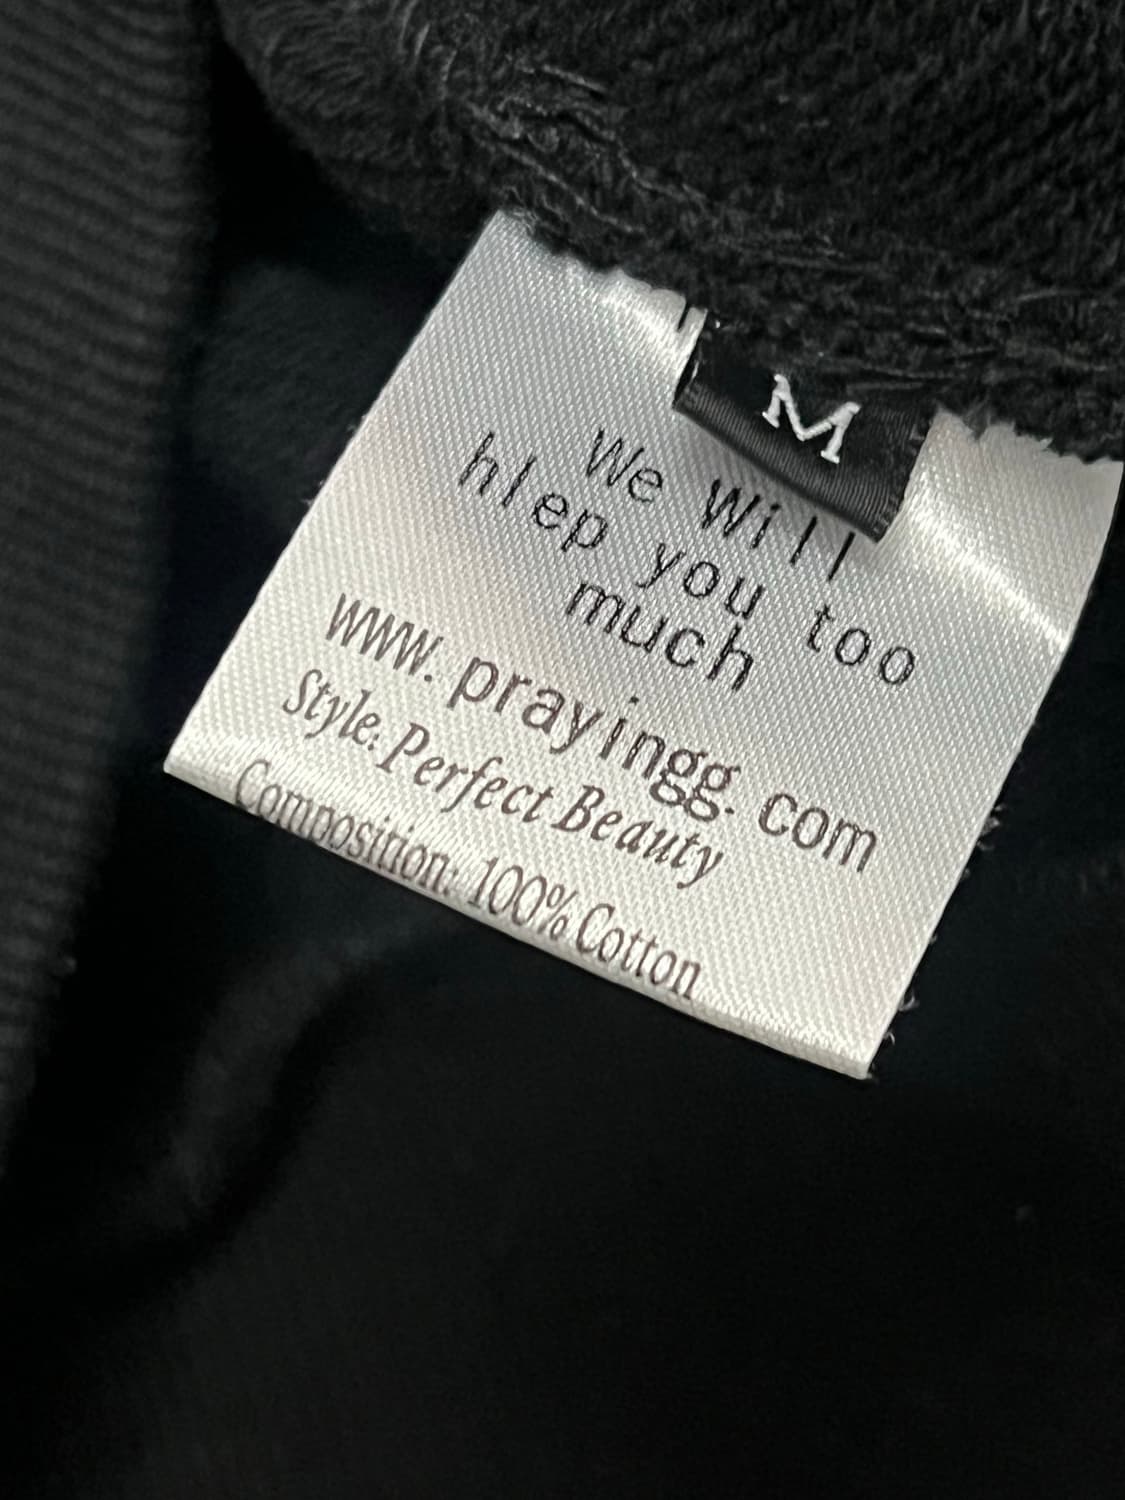 M
We Will
hlep you too
much
www.prayingg.com
Style: Perfect Beauty
Composition: 100% Cotton